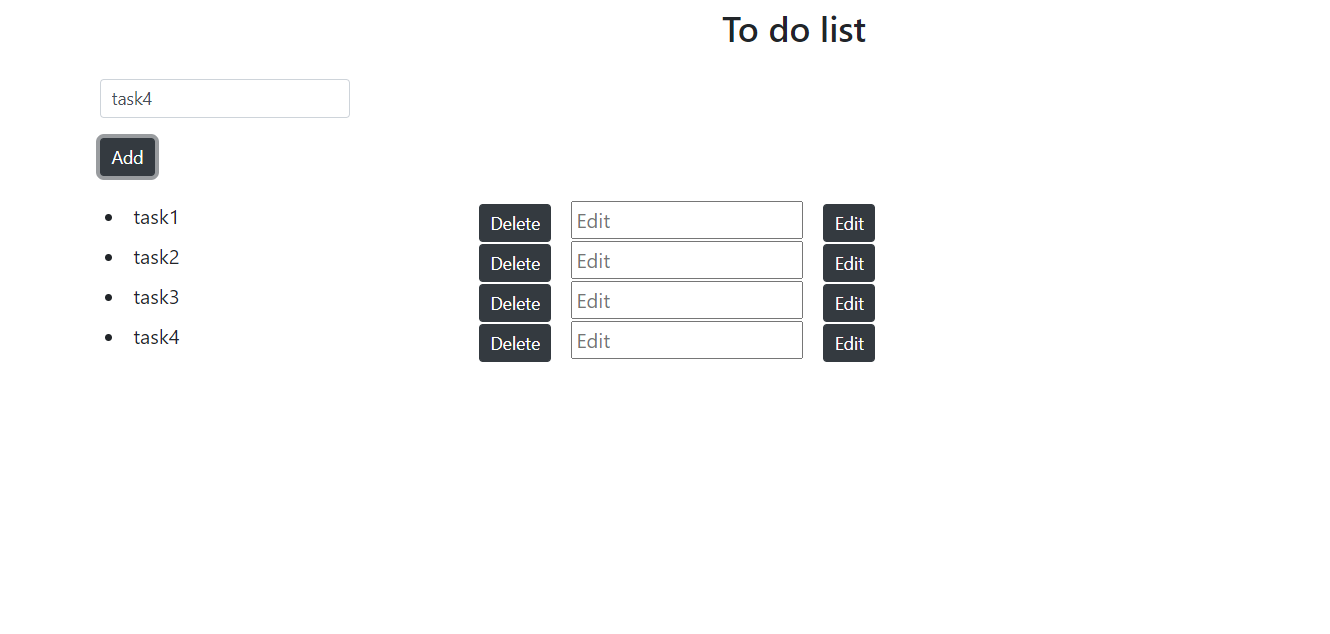 To do list
task4
Add
task1 Delete Edit Edit
task2 Delete Edit Edit
task3 Delete Edit Edit
task4 Delete Edit Edit